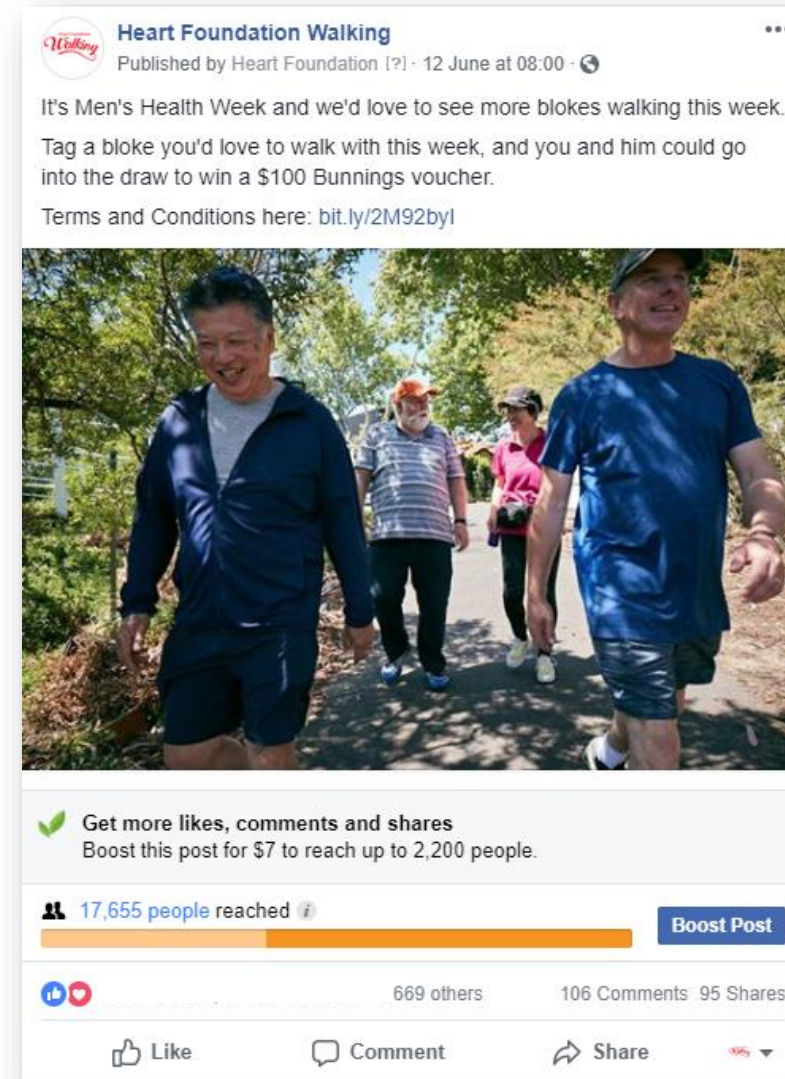 Walking
Heart Foundation Walking
Published by Heart Foundation [?] · 12 June at 08:00 ·
It's Men's Health Week and we'd love to see more blokes walking this week.
Tag a bloke you'd love to walk with this week, and you and him could go
into the draw to win a $100 Bunnings voucher.
Terms and Conditions here: bit.ly/2M92byI
Get more likes, comments and shares
Boost this post for $7 to reach up to 2,200 people.
17,655 people reached i
Boost Post
669 others 106 Comments 95 Shares
Like Comment Share